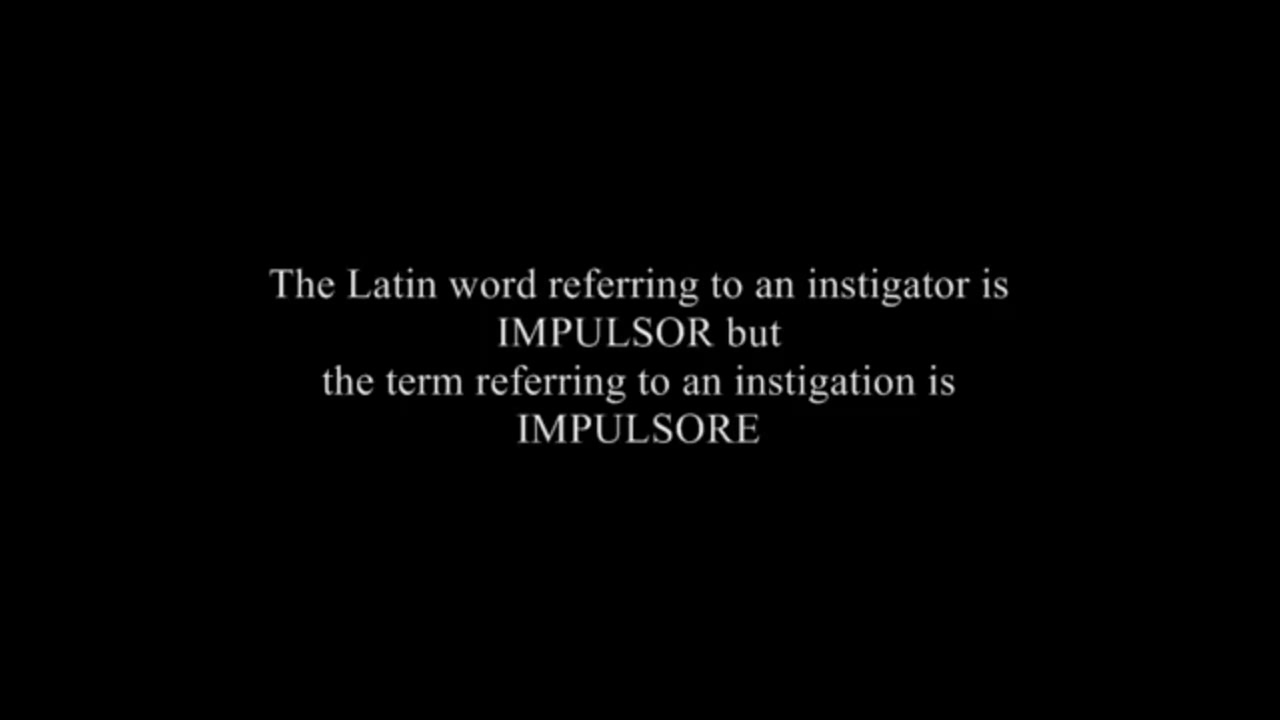 The Latin word referring to an instigator is
IMPULSOR but
the term referring to an instigation is
IMPULSORE